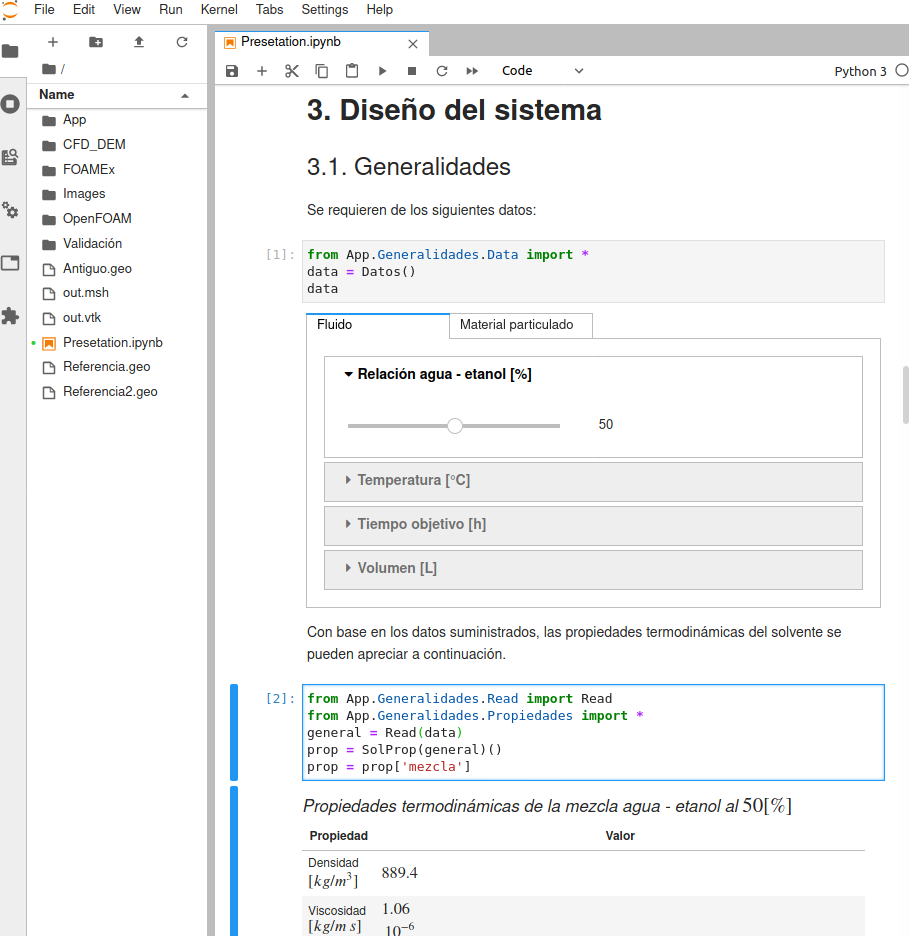 File Edit View Run Kernel Tabs Settings Help
/
Name
App
CFD_DEM
FOAMEx
Images
OpenFOAM
Validación
Antiguo.geo
out.msh
out.vtk
Presetation.ipynb
Referencia.geo
Referencia2.geo
Presetation.ipynb
Code
Python 3
3. Diseño del sistema
3.1. Generalidades
Se requieren de los siguientes datos:
[1]: from App.Generalidades.Data import *
data = Datos()
data
Fluido Material particulado
Relación agua - etanol [%]
50
Temperatura [°C]
Tiempo objetivo [h]
Volumen [L]
Con base en los datos suministrados, las propiedades termodinámicas del solvente se
pueden apreciar a continuación.
[2]: from App.Generalidades.Read import Read
from App.Generalidades.Propiedades import *
general = Read(data)
prop = SolProp(general)()
prop = prop['mezcla']
Propiedades termodinámicas de la mezcla agua - etanol al 50[%]
Propiedad Valor
Densidad
[kg/m³] 889.4
Viscosidad 1.06
[kg/m s] 10⁻⁶